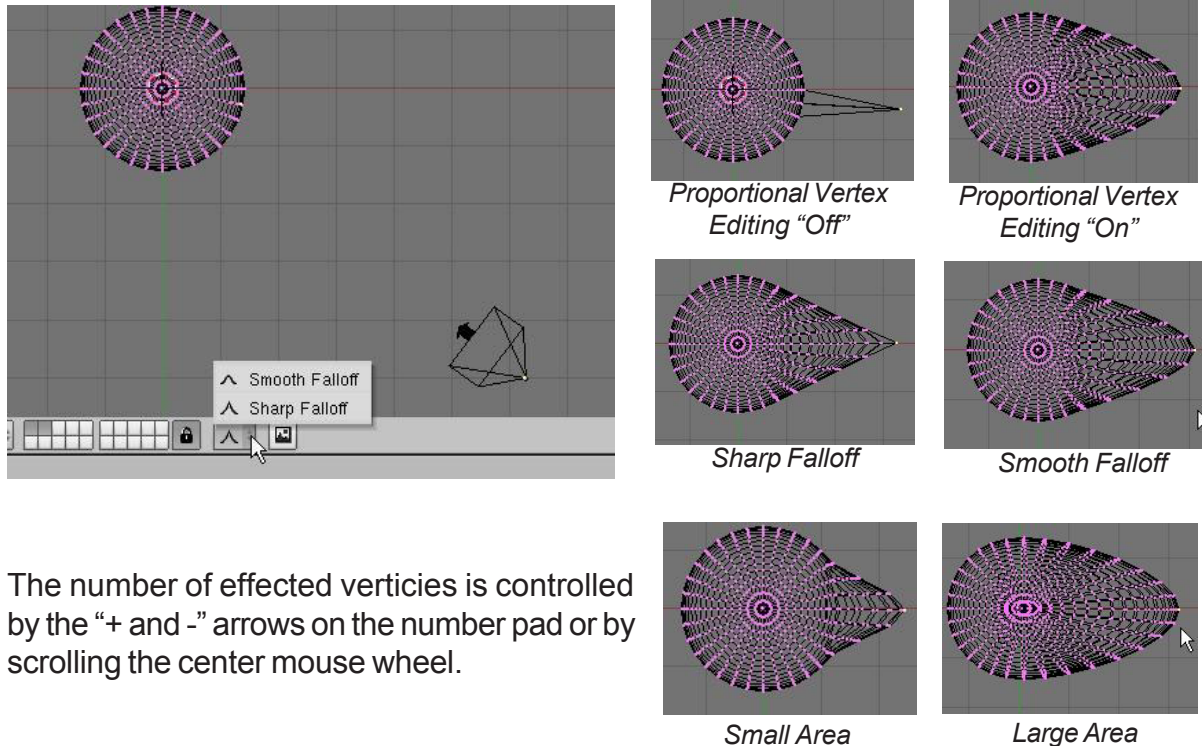 Smooth Falloff
Sharp Falloff
Proportional Vertex
Editing “Off”
Proportional Vertex
Editing “On”
Sharp Falloff
Smooth Falloff
The number of effected verticies is controlled
by the “+ and -” arrows on the number pad or by
scrolling the center mouse wheel.
Small Area
Large Area